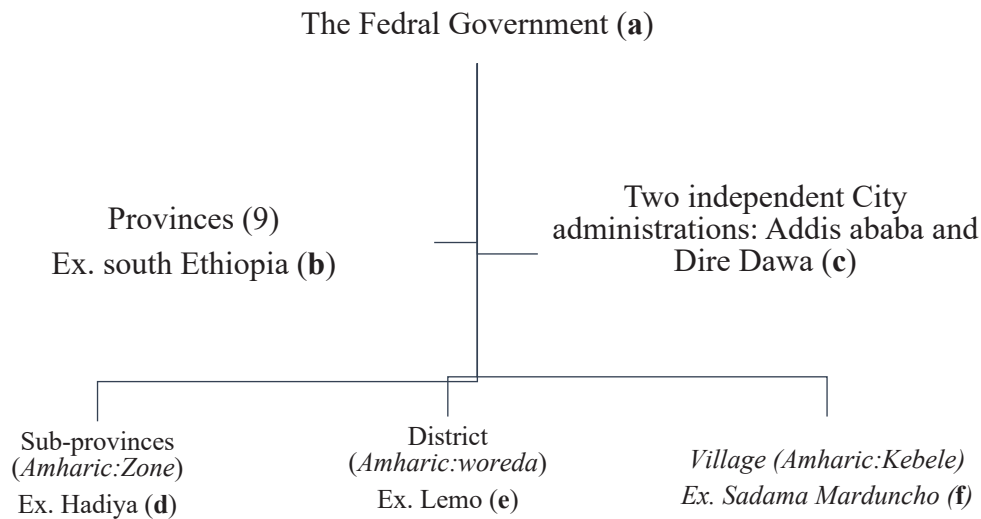 The Fedral Government (a)
Provinces (9)
Ex. south Ethiopia (b)
Two independent City
administrations: Addis ababa and
Dire Dawa (c)
Sub-provinces
(Amharic:Zone)
Ex. Hadiya (d)
District
(Amharic:woreda)
Ex. Lemo (e)
Village (Amharic:Kebele)
Ex. Sadama Marduncho (f)